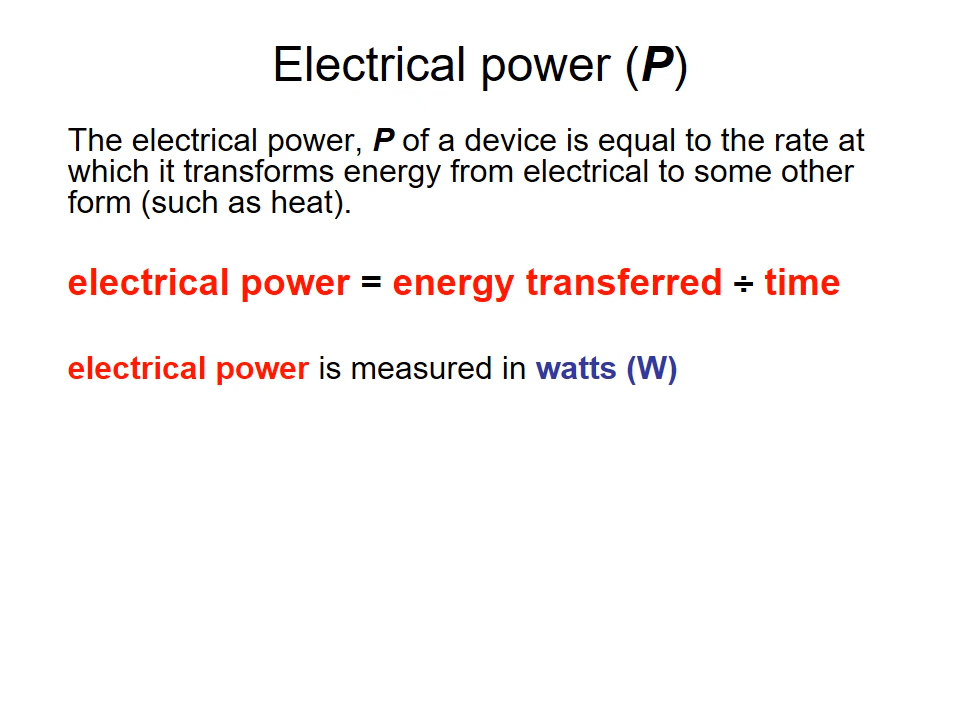 Electrical power (P)
The electrical power, P of a device is equal to the rate at
which it transforms energy from electrical to some other
form (such as heat).
electrical power = energy transferred ÷ time
electrical power is measured in watts (W)